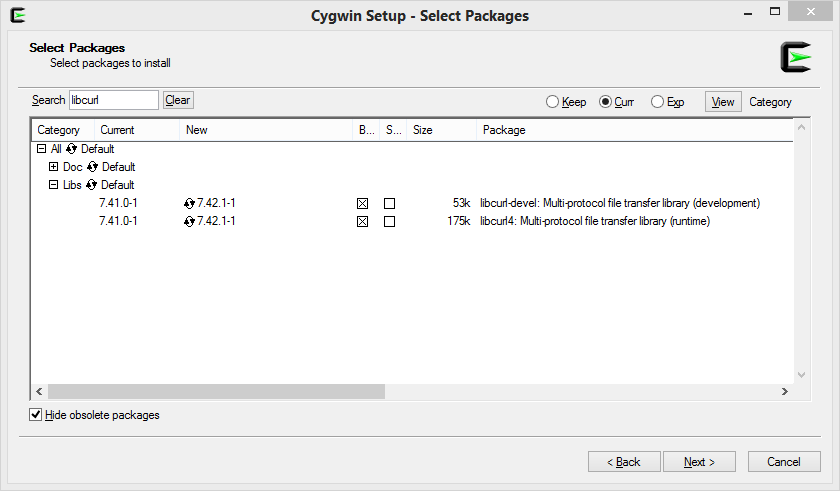 Cygwin Setup - Select Packages
Select Packages
Select packages to install
Search libcurl Clear Keep Curr Exp View Category
Category Current New B... S... Size Package
All Default
Doc Default
Libs Default
7.41.0-1 7.42.1-1 53k libcurl-devel: Multi-protocol file transfer library (development)
7.41.0-1 7.42.1-1 175k libcurl4: Multi-protocol file transfer library (runtime)
Hide obsolete packages
< Back Next > Cancel